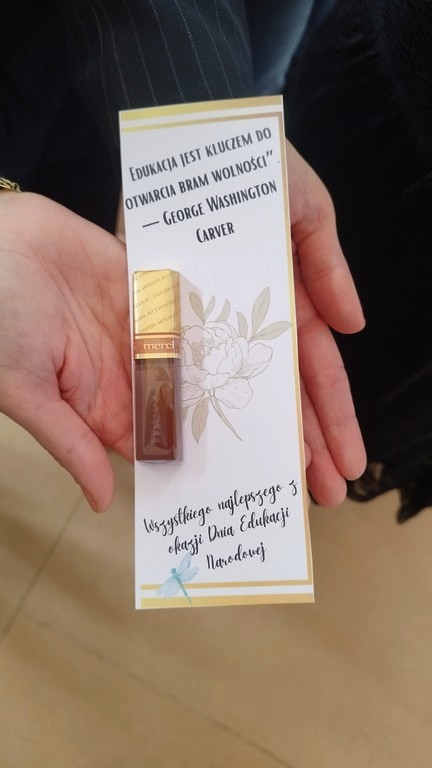 EDUKACJA JEST KLUCZEM DO
OTWARCIA BRAM WOLNOŚCI”
— GEORGE WASHINGTON
CARVER
merci
Wszystkiego najlepszego z
okazji Dnia Edukacji
Narodowej